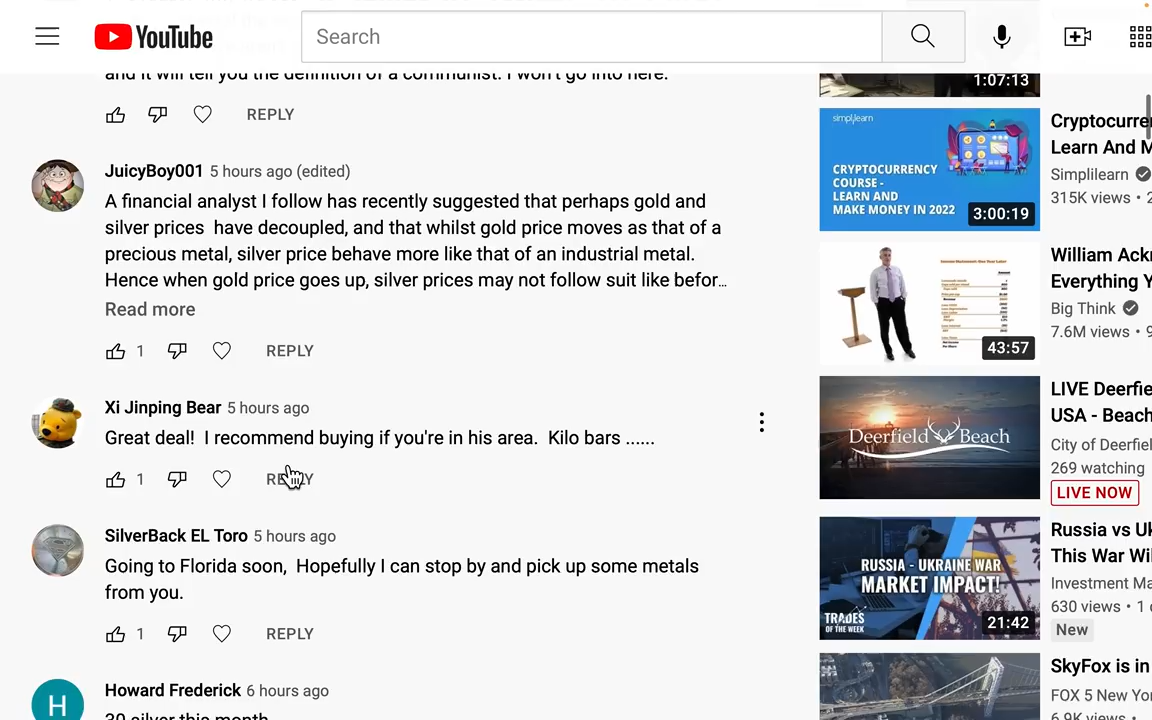 YouTube
Search
and it will tell you the definition of a communist. I won't go into here.
REPLY
JuicyBoy001 5 hours ago (edited)
A financial analyst I follow has recently suggested that perhaps gold and
silver prices have decoupled, and that whilst gold price moves as that of a
precious metal, silver price behave more like that of an industrial metal.
Hence when gold price goes up, silver prices may not follow suit like befor...
Read more
1 REPLY
Xi Jinping Bear 5 hours ago
Great deal! I recommend buying if you're in his area. Kilo bars ......
1 REPLY
SilverBack EL Toro 5 hours ago
Going to Florida soon, Hopefully I can stop by and pick up some metals
from you.
1 REPLY
H
Howard Frederick 6 hours ago
30 silver this month
1:07:13
simplilearn
CRYPTOCURRENCY
COURSE -
LEARN AND
MAKE MONEY IN 2022
3:00:19
Cryptocurre
Learn And M
Simplilearn
315K views • 2
43:57
William Ackr
Everything Y
Big Think
7.6M views • 9
Deerfield Beach
LIVE Deerfie
USA - Beach
City of Deerfiel
269 watching
LIVE NOW
RUSSIA - UKRAINE WAR
MARKET IMPACT!
TRADES
OF THE WEEK
21:42
Russia vs Uk
This War Wil
Investment Ma
630 views • 1 d
New
SkyFox is in
FOX 5 New Yor
6.9K views •